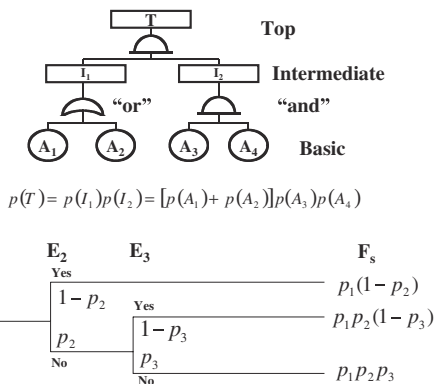 T
Top
I₁ I₂ Intermediate
"or" "and"
A₁ A₂ A₃ A₄ Basic
p(T) = p(I₁)p(I₂) = [p(A₁) + p(A₂)]p(A₃)p(A₄)
E₂ E₃ Fₛ
Yes
p₁(1−p₂)
1−p₂
Yes
p₁p₂(1−p₃)
p₂
1−p₃
No
p₃
No
p₁p₂p₃